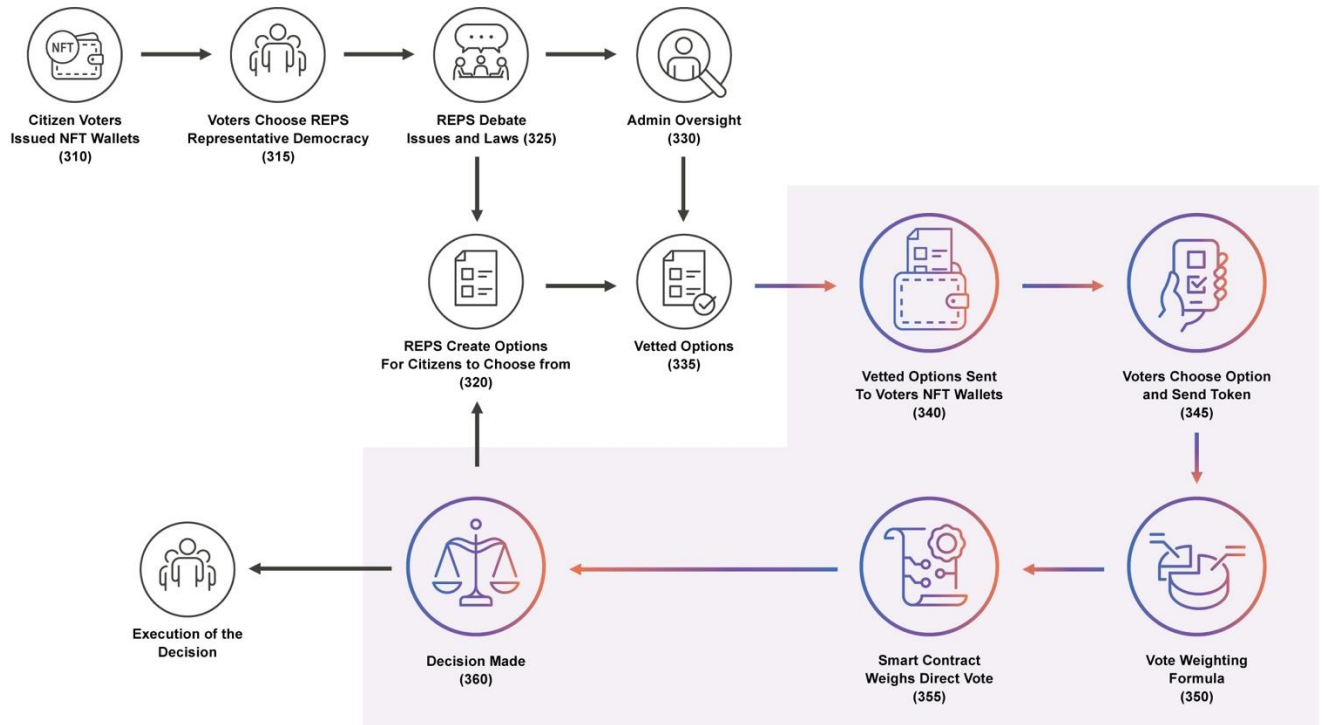 NFT
Citizen Voters
Issued NFT Wallets
(310)
Voters Choose REPS
Representative Democracy
(315)
REPS Debate
Issues and Laws (325)
Admin Oversight
(330)
REPS Create Options
For Citizens to Choose from
(320)
Vetted Options
(335)
Vetted Options Sent
To Voters NFT Wallets
(340)
Voters Choose Option
and Send Token
(345)
Execution of the
Decision
Decision Made
(360)
Smart Contract
Weighs Direct Vote
(355)
Vote Weighting
Formula
(350)